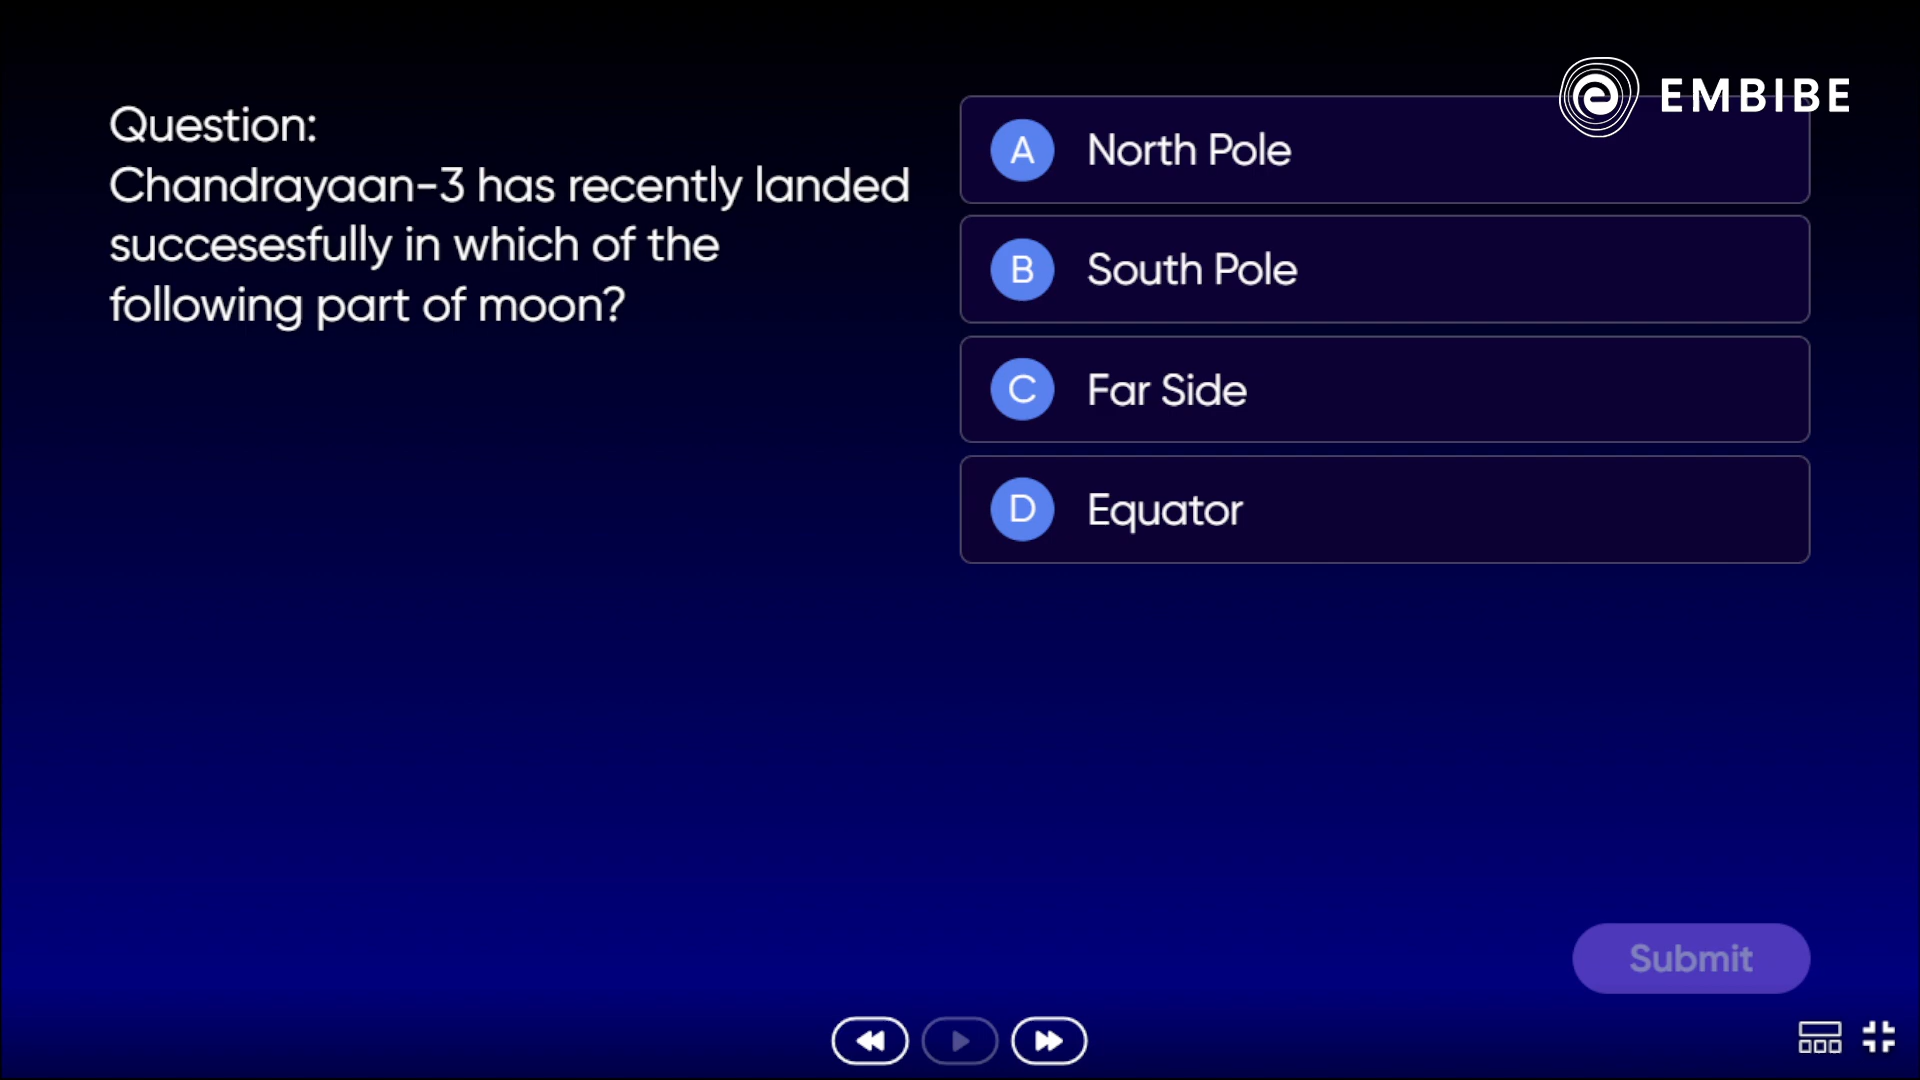 EMBIBE
Question:
Chandrayaan-3 has recently landed
succesesfully in which of the
following part of moon?
A North Pole
B South Pole
C Far Side
D Equator
Submit